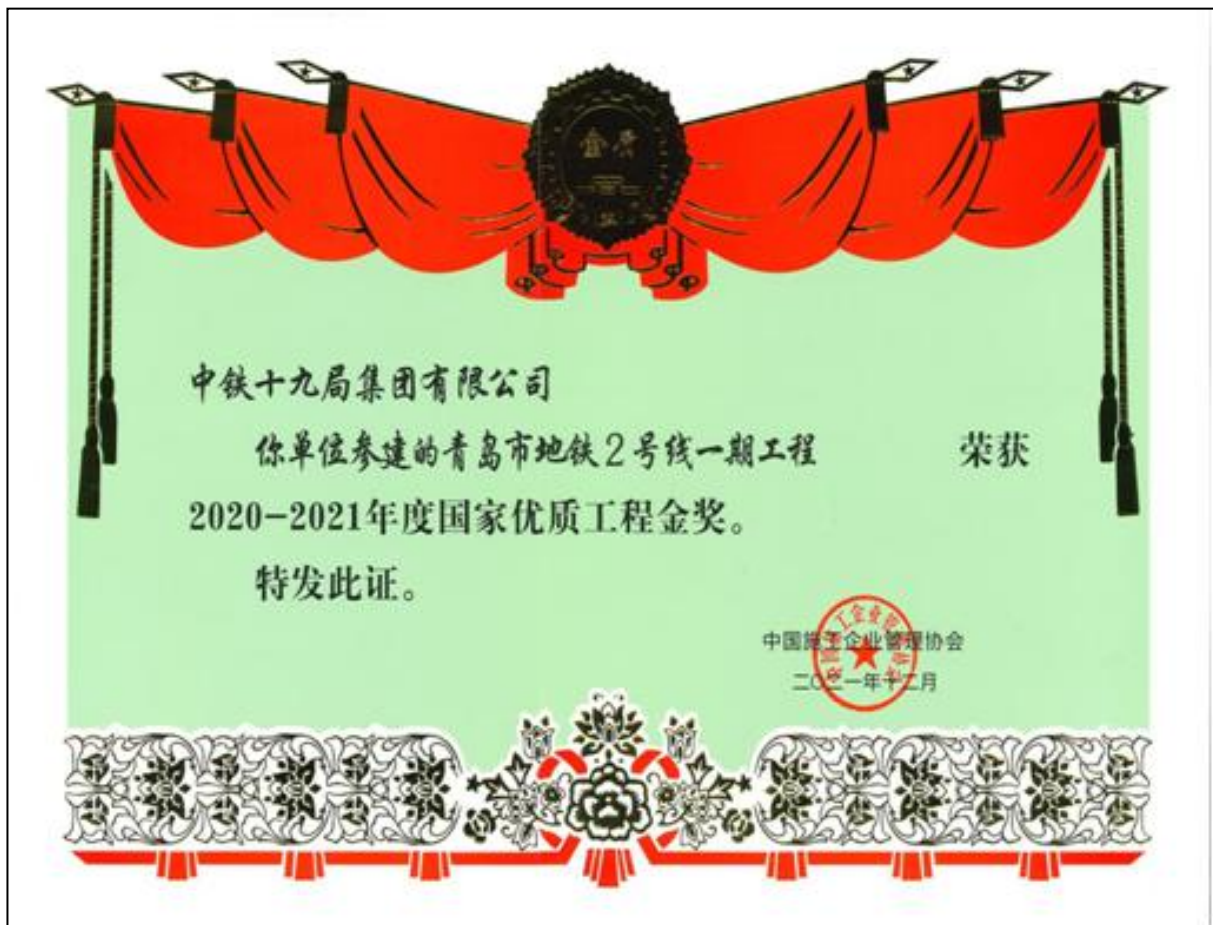 金质
奖
中铁十九局集团有限公司
你单位参建的青岛市地铁2号线一期工程 荣获
2020-2021年度国家优质工程金奖。
特发此证。
中国施工企业管理协会
二〇二一年十二月